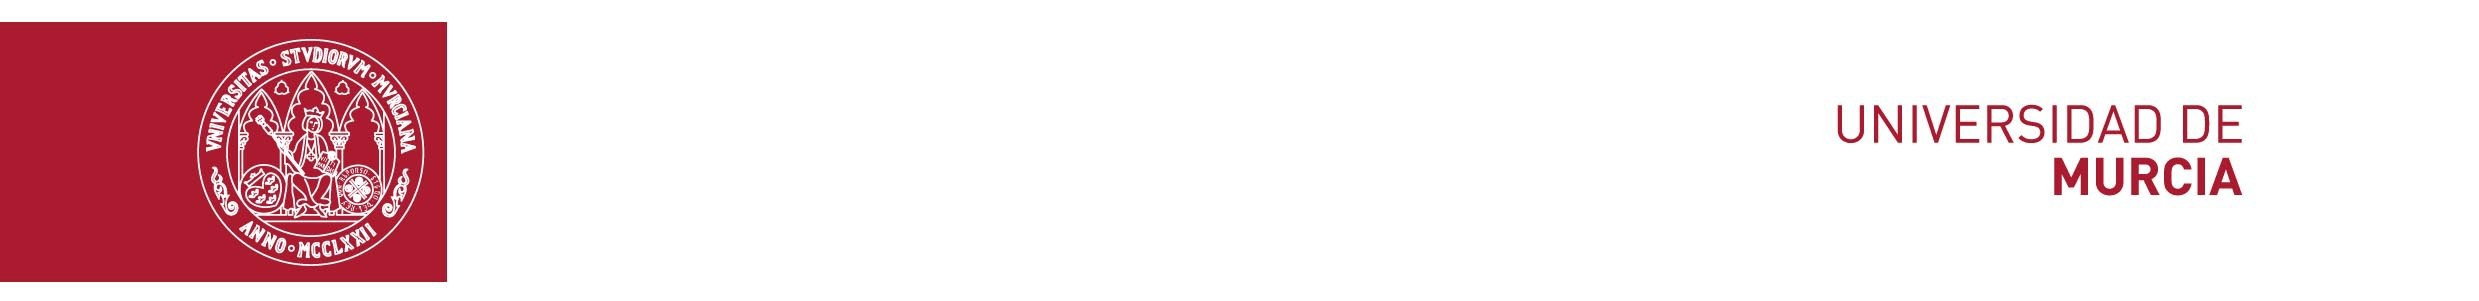 VNIVERSITAS · STVDIORVM · MVRCIANA
ANNO · MCCLXXII
UNIVERSIDAD DE
MURCIA